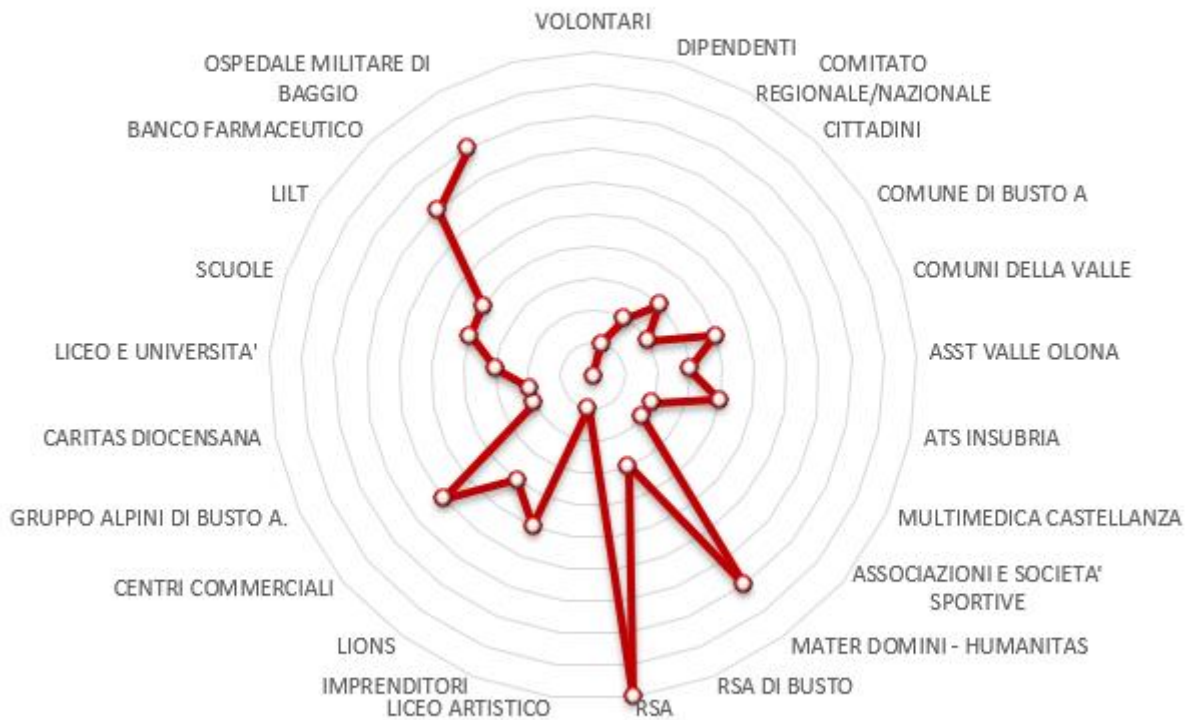 VOLONTARI
DIPENDENTI
COMITATO
REGIONALE/NAZIONALE
CITTADINI
COMUNE DI BUSTO A
COMUNI DELLA VALLE
ASST VALLE OLONA
ATS INSUBRIA
MULTIMEDICA CASTELLANZA
ASSOCIAZIONI E SOCIETA'
SPORTIVE
MATER DOMINI - HUMANITAS
RSA DI BUSTO
RSA
LICEO ARTISTICO
IMPRENDITORI
LIONS
CENTRI COMMERCIALI
GRUPPO ALPINI DI BUSTO A.
CARITAS DIOCENSANA
LICEO E UNIVERSITA'
SCUOLE
LILT
BANCO FARMACEUTICO
OSPEDALE MILITARE DI
BAGGIO